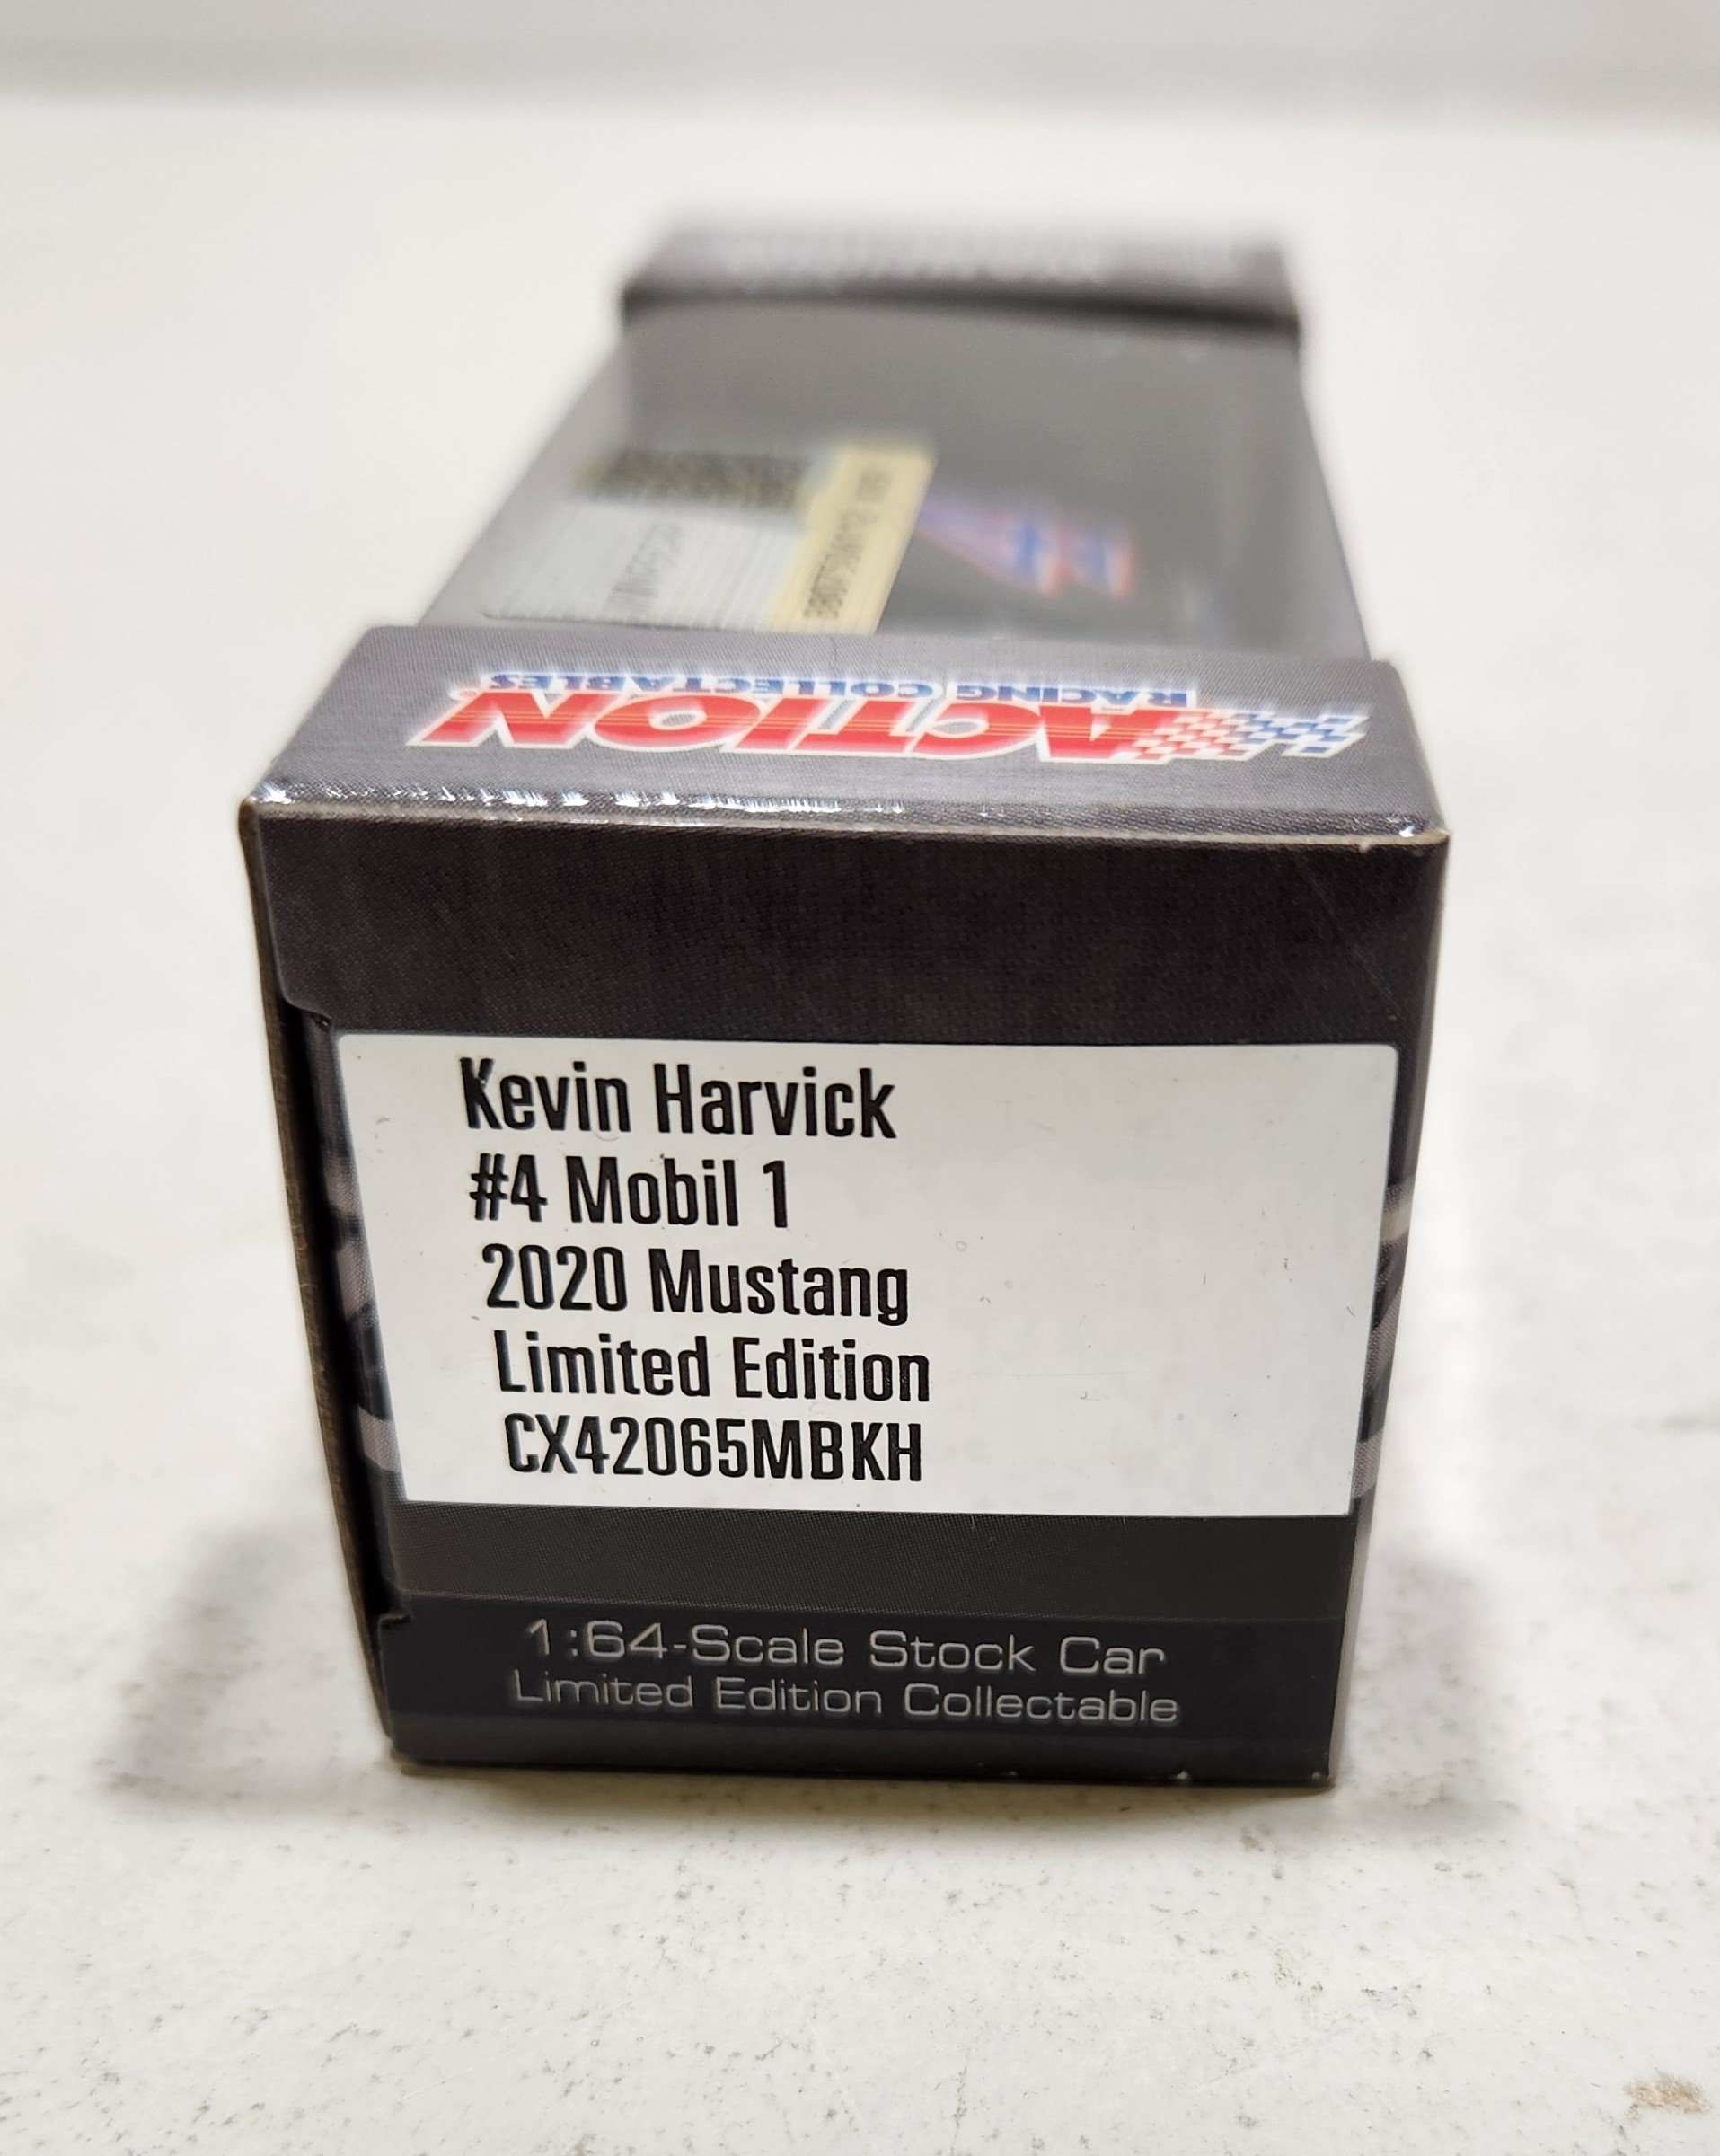 ACTION
RACING COLLECTABLES
Kevin Harvick
#4 Mobil 1
2020 Mustang
Limited Edition
CX42065MBKH
1:64-Scale Stock Car
Limited Edition Collectable